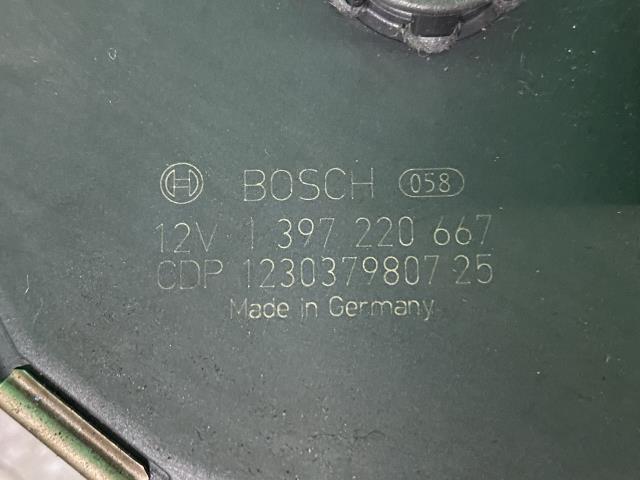 BOSCH 058
12V 1 397 220 667
CDP 1230379807 25
Made in Germany